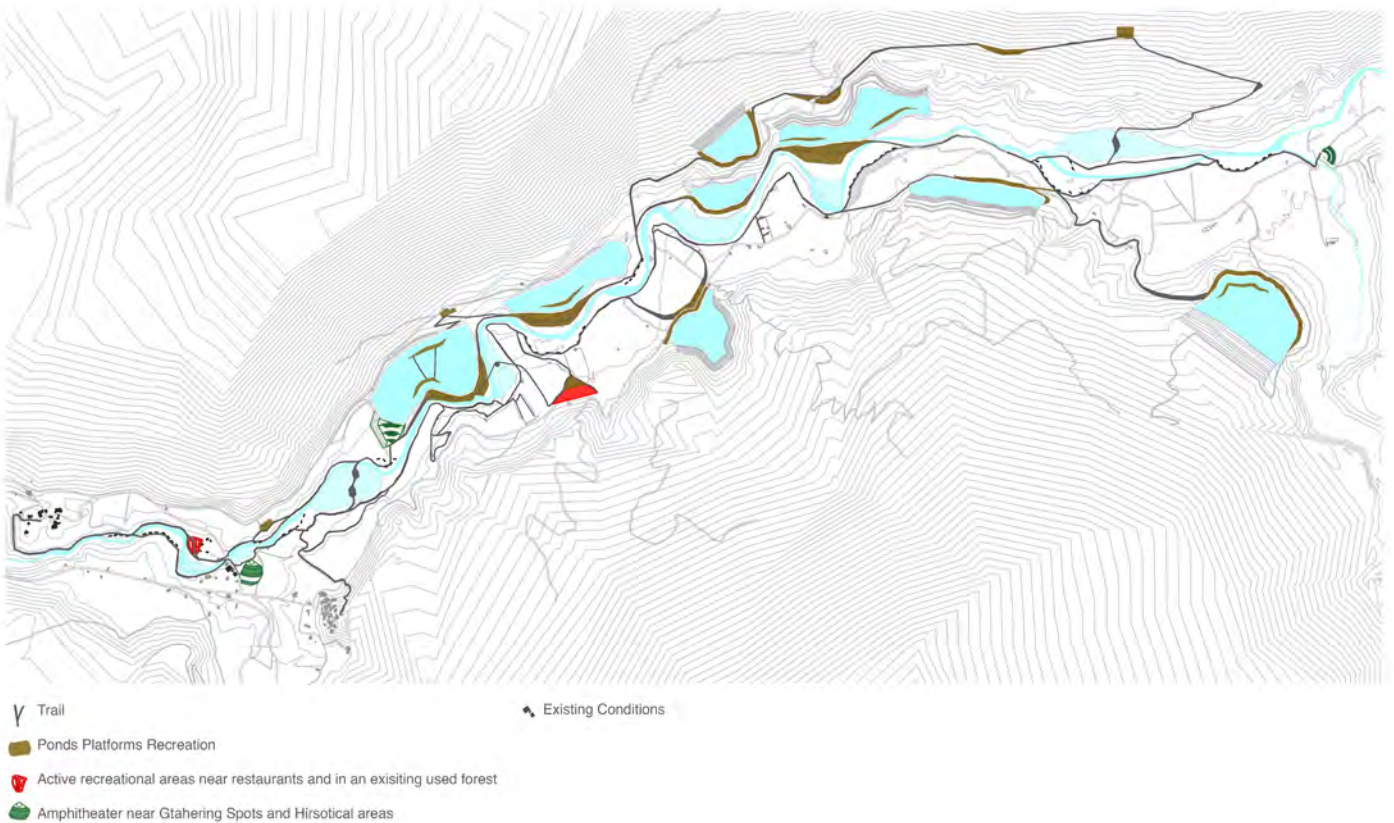 Trail
Existing Conditions
Ponds Platforms Recreation
Active recreational areas near restaurants and in an exisiting used forest
Amphitheater near Gtahering Spots and Hirsotical areas